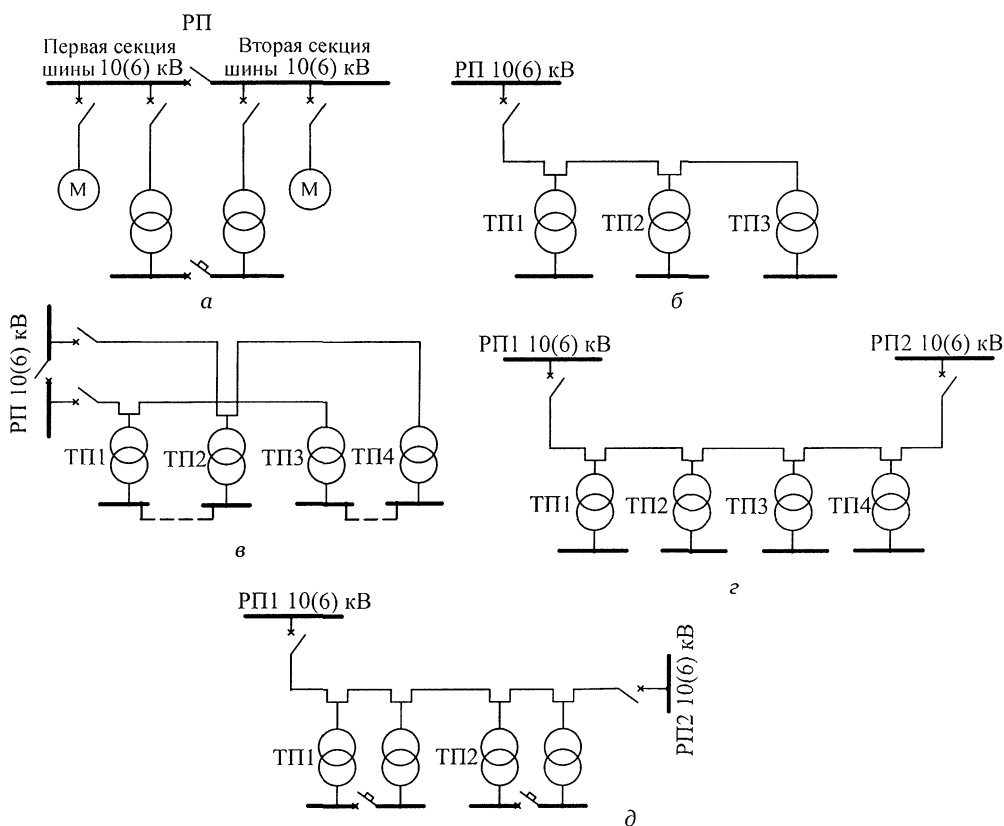 РП
Первая секция
шины 10(6) кВ
Вторая секция
шины 10(6) кВ
М
М
а
РП 10(6) кВ
ТП1
ТП2
ТП3
б
РП 10(6) кВ
ТП1
ТП2
ТП3
ТП4
в
РП1 10(6) кВ
РП2 10(6) кВ
ТП1
ТП2
ТП3
ТП4
г
РП1 10(6) кВ
РП2 10(6) кВ
ТП1
ТП2
д